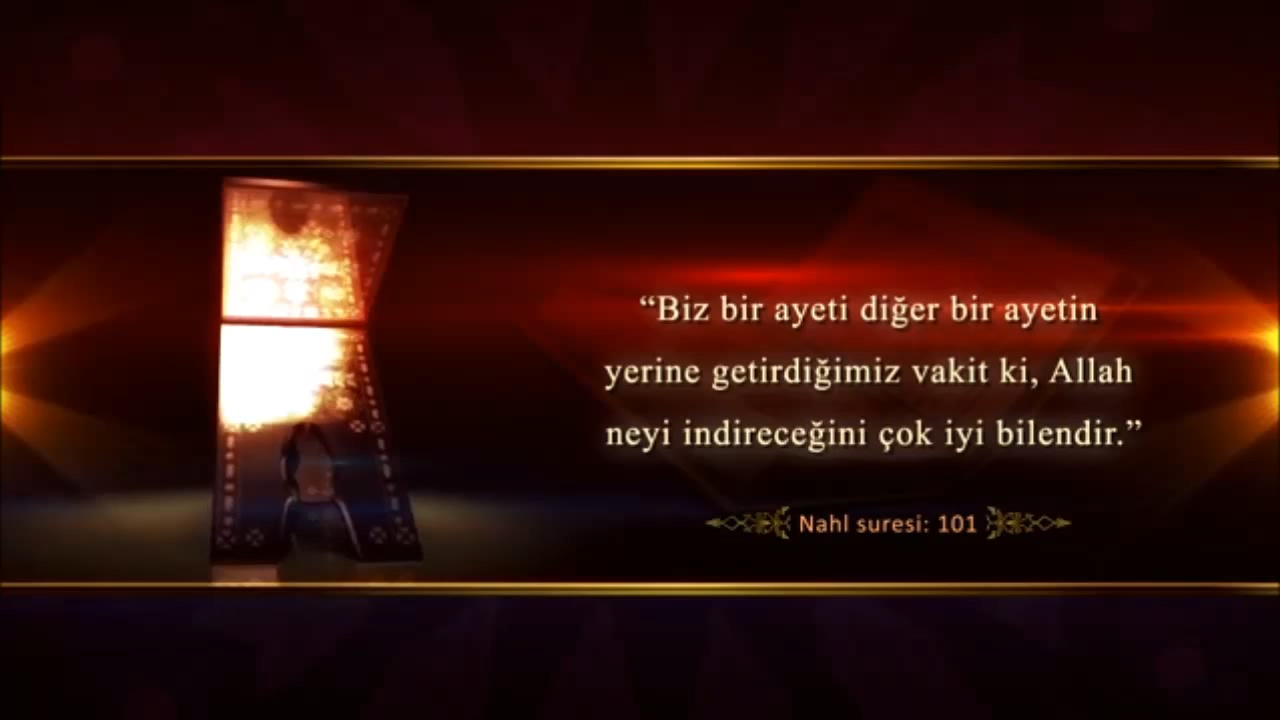 “Biz bir ayeti diğer bir ayetin
yerine getirdiğimiz vakit ki, Allah
neyi indireceğini çok iyi bilendir.”
Nahl suresi: 101